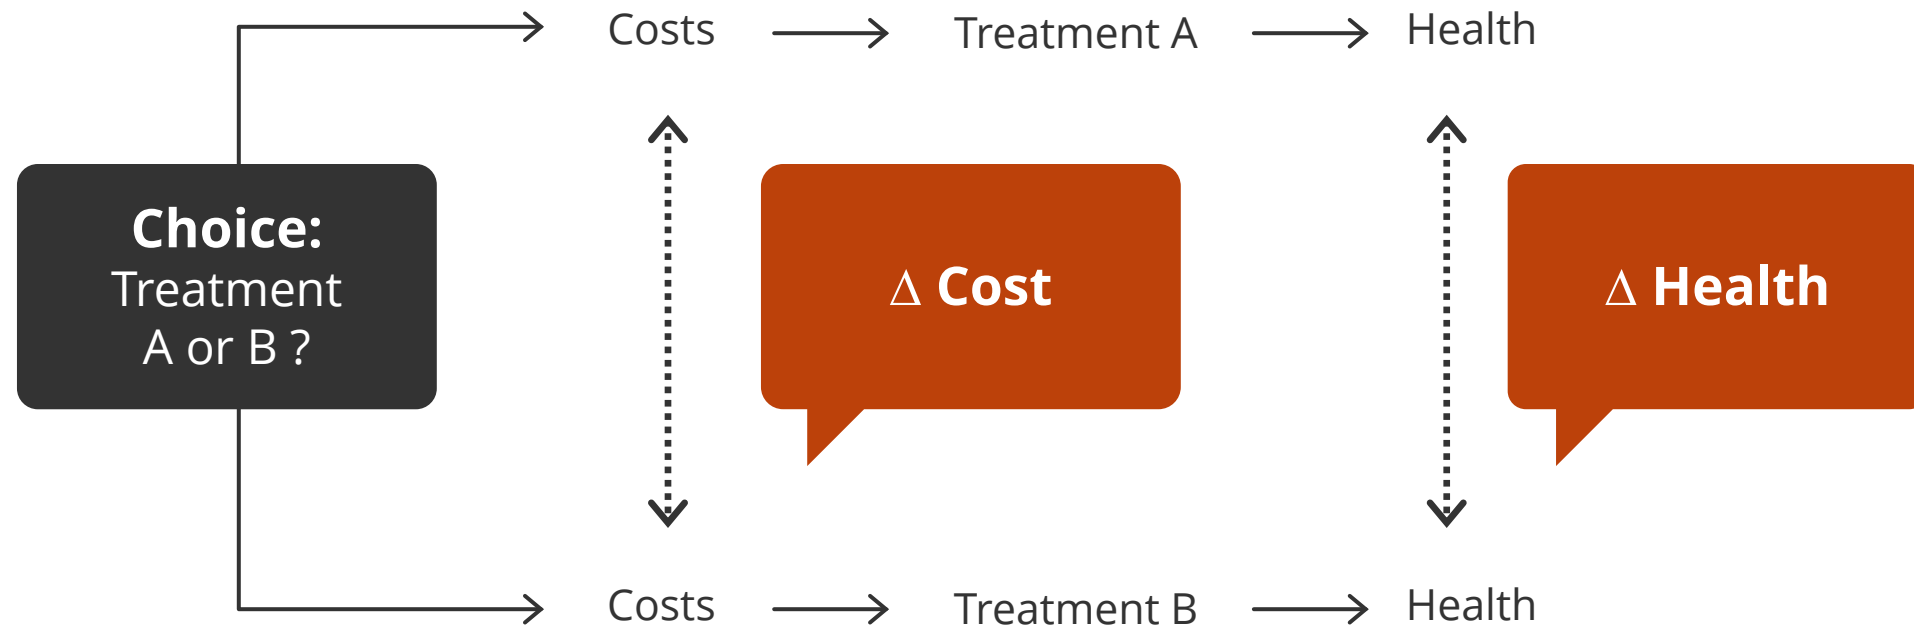 Costs
Treatment A
Health
Choice:
Treatment
A or B ?
Δ Cost
Δ Health
Costs
Treatment B
Health